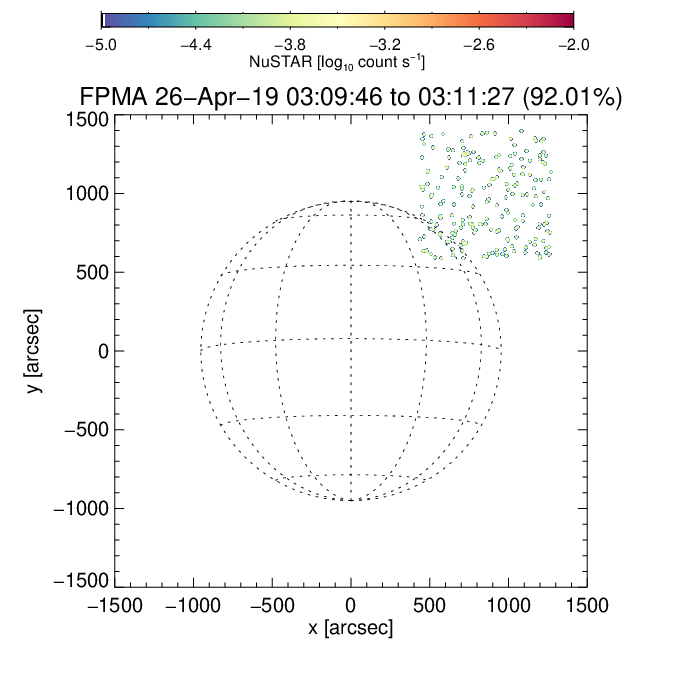 −5.0 −4.4 −3.8 −3.2 −2.6 −2.0
NuSTAR [log₁₀ count s⁻¹]
FPMA 26−Apr−19 03:09:46 to 03:11:27 (92.01%)
1500
1000
500
0
−500
−1000
−1500
y [arcsec]
−1500 −1000 −500 0 500 1000 1500
x [arcsec]